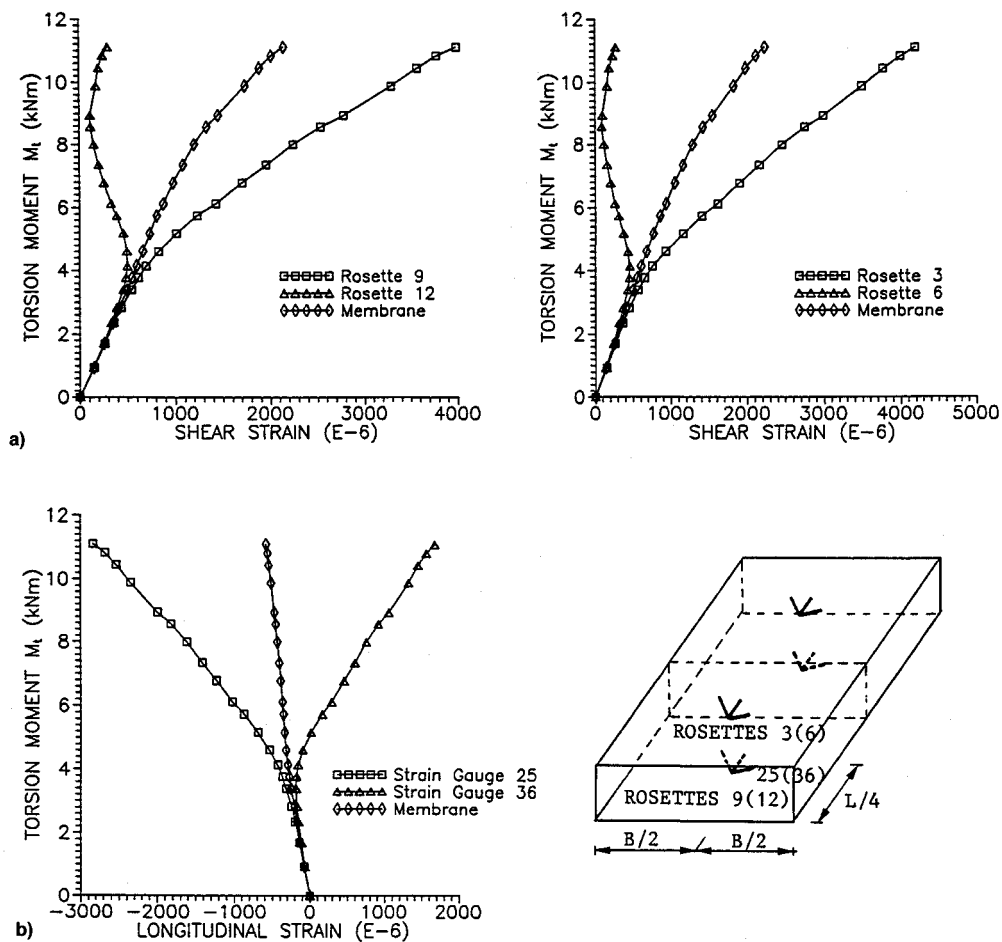 12
10
8
6
4
2
0
TORSION MOMENT Mₜ (kNm)
Rosette 9
Rosette 12
Membrane
0 1000 2000 3000 4000
SHEAR STRAIN (E-6)
a)
12
10
8
6
4
2
0
TORSION MOMENT Mₜ (kNm)
Rosette 3
Rosette 6
Membrane
0 1000 2000 3000 4000 5000
SHEAR STRAIN (E-6)
12
10
8
6
4
2
0
TORSION MOMENT Mₜ (kNm)
Strain Gauge 25
Strain Gauge 36
Membrane
-3000 -2000 -1000 0 1000 2000
LONGITUDINAL STRAIN (E-6)
b)
ROSETTES 3(6)
25(36)
ROSETTES 9(12)
L/4
B/2 B/2